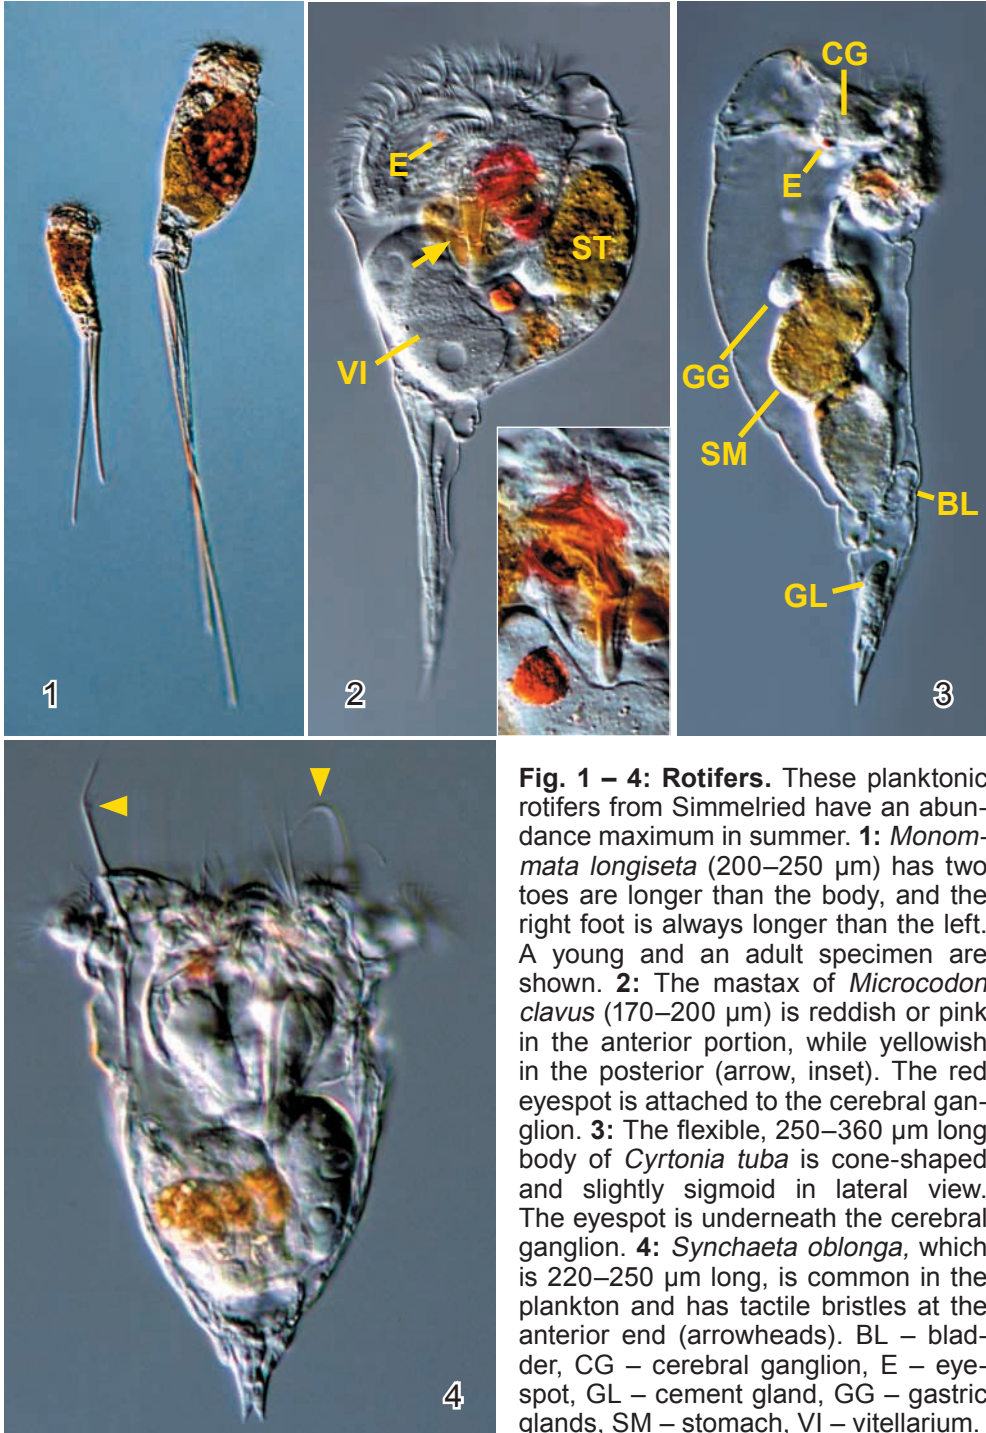 CG
E
E
ST
GG
VI
SM
BL
GL
1
2
3
4
Fig. 1 – 4: Rotifers. These planktonic
rotifers from Simmelried have an abun-
dance maximum in summer. 1: Monom-
mata longiseta (200–250 µm) has two
toes are longer than the body, and the
right foot is always longer than the left.
A young and an adult specimen are
shown. 2: The mastax of Microcodon
clavus (170–200 µm) is reddish or pink
in the anterior portion, while yellowish
in the posterior (arrow, inset). The red
eyespot is attached to the cerebral gan-
glion. 3: The flexible, 250–360 µm long
body of Cyrtonia tuba is cone-shaped
and slightly sigmoid in lateral view.
The eyespot is underneath the cerebral
ganglion. 4: Synchaeta oblonga, which
is 220–250 µm long, is common in the
plankton and has tactile bristles at the
anterior end (arrowheads). BL – blad-
der, CG – cerebral ganglion, E – eye-
spot, GL – cement gland, GG – gastric
glands, SM – stomach, VI – vitellarium.